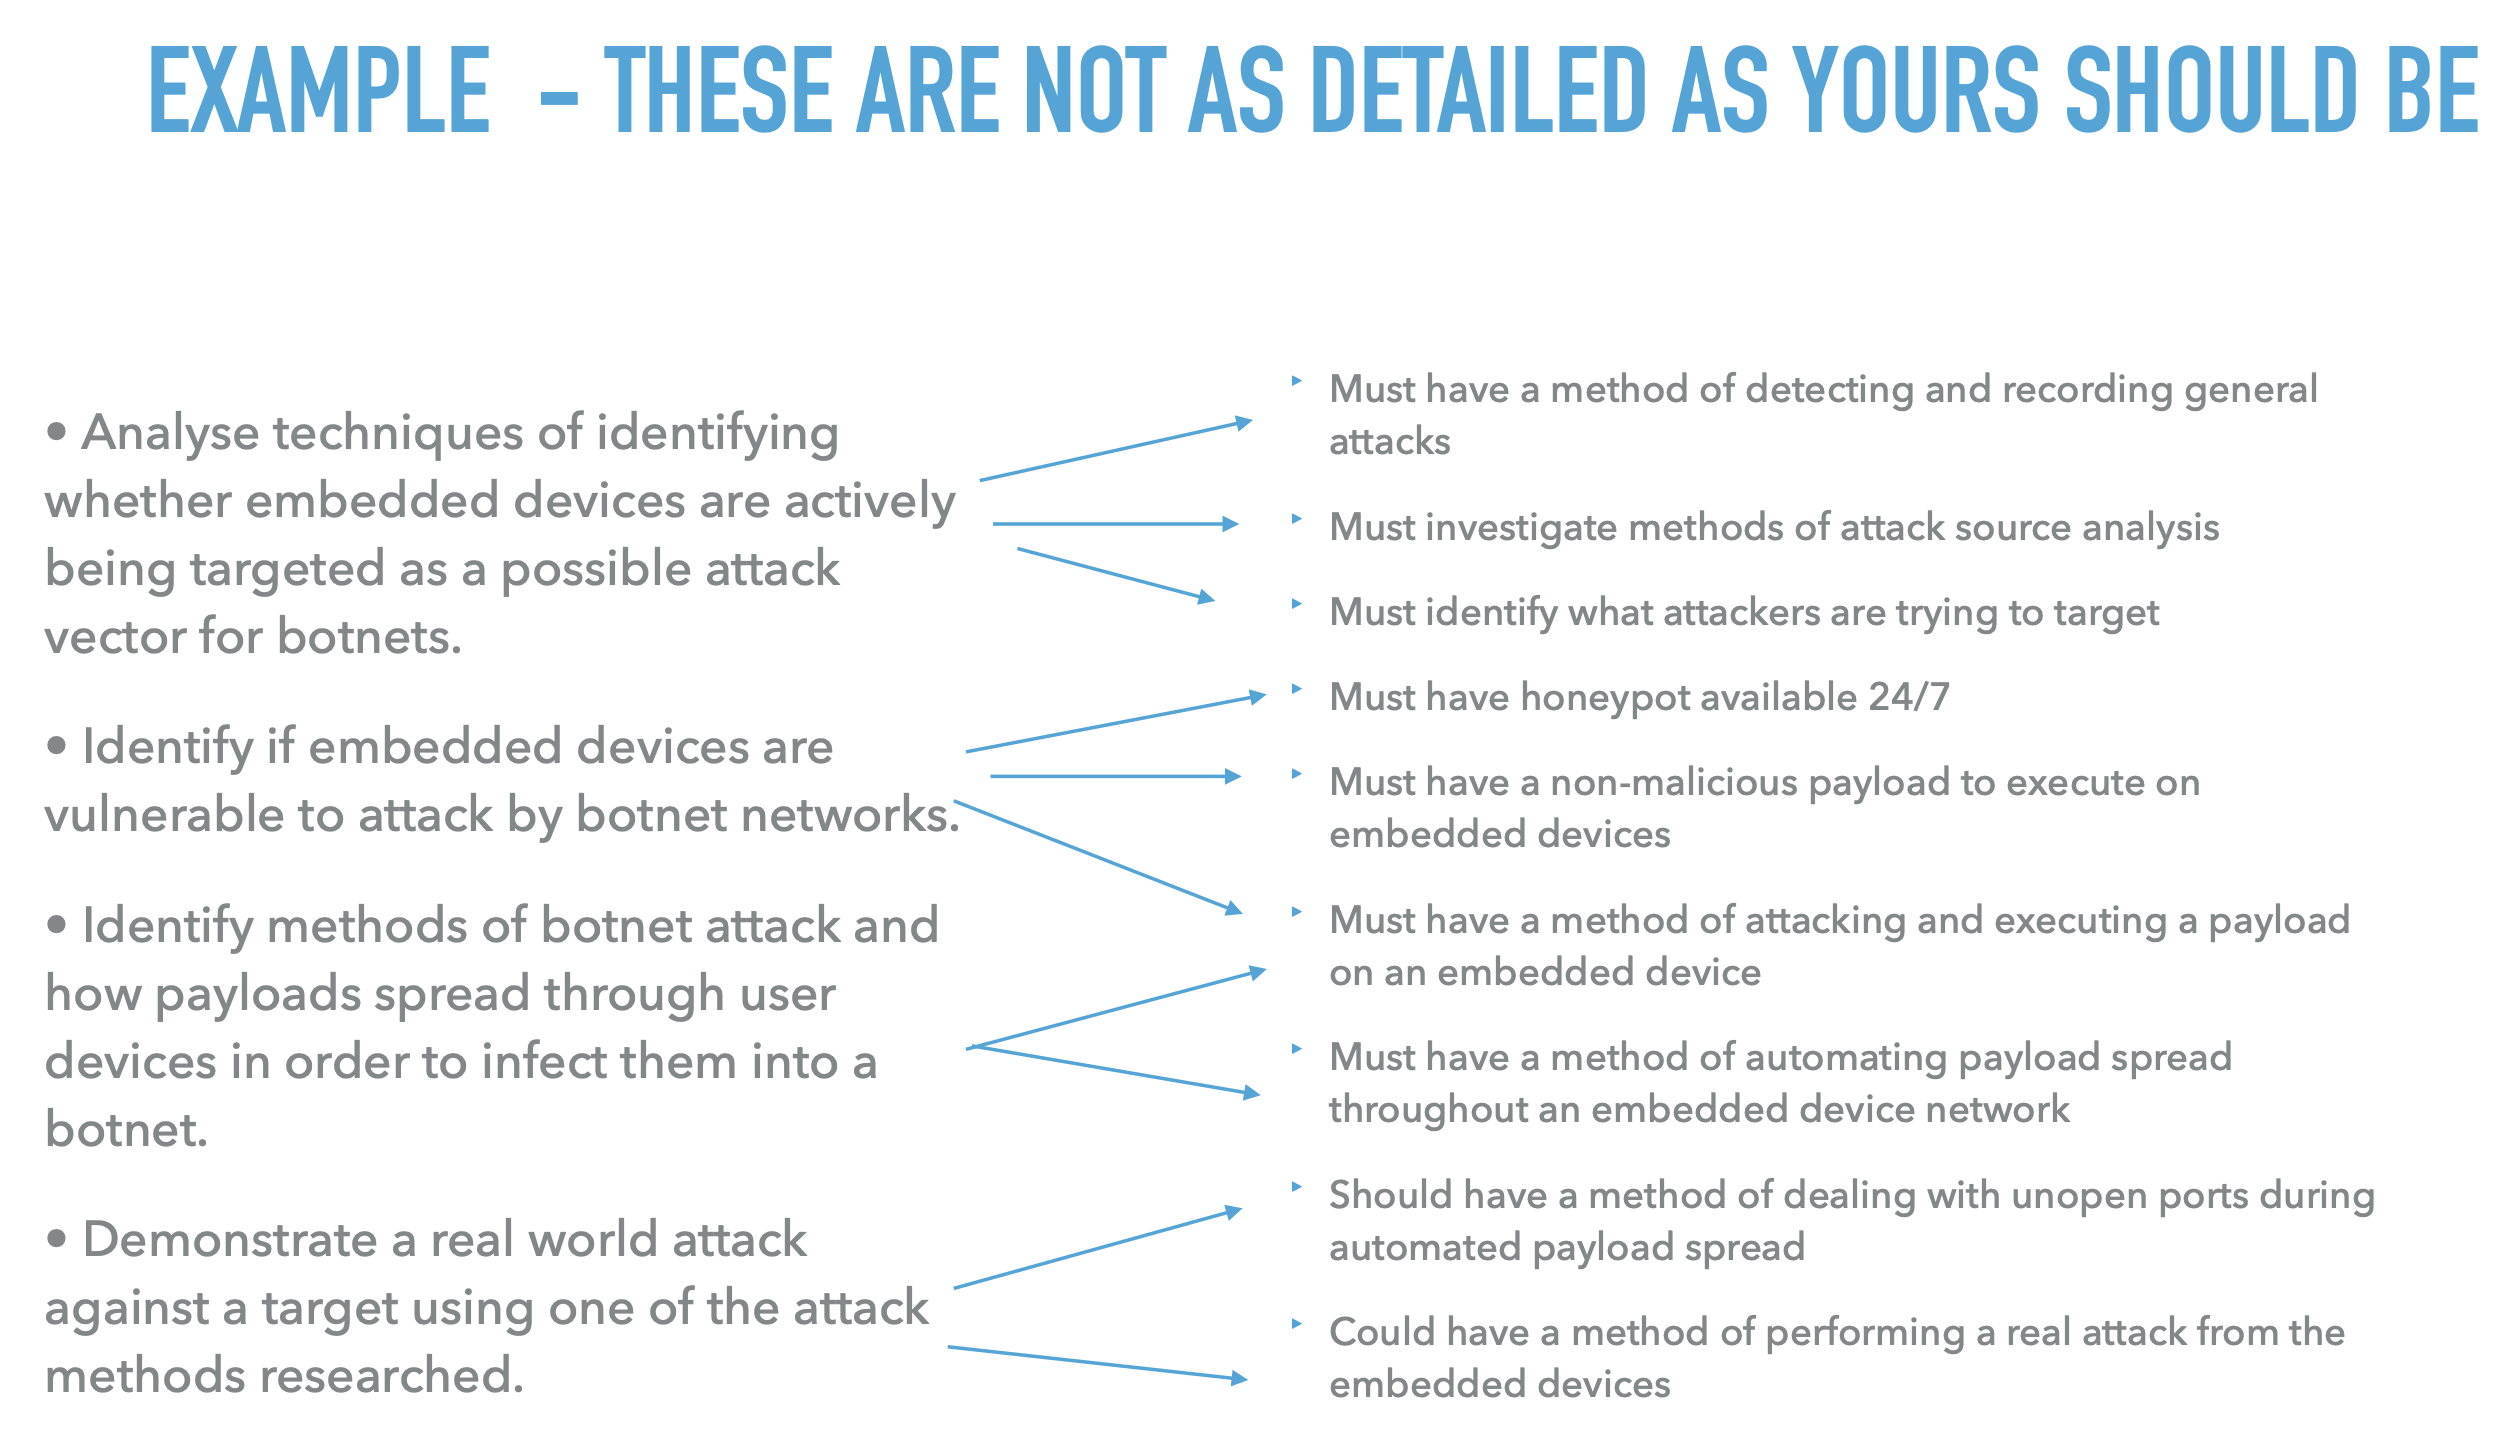 EXAMPLE - THESE ARE NOT AS DETAILED AS YOURS SHOULD BE
• Analyse techniques of identifying
whether embedded devices are actively
being targeted as a possible attack
vector for botnets.
• Identify if embedded devices are
vulnerable to attack by botnet networks.
• Identify methods of botnet attack and
how payloads spread through user
devices in order to infect them into a
botnet.
• Demonstrate a real world attack
against a target using one of the attack
methods researched.
▸ Must have a method of detecting and recording general
attacks
▸ Must investigate methods of attack source analysis
▸ Must identify what attackers are trying to target
▸ Must have honeypot available 24/7
▸ Must have a non-malicious payload to execute on
embedded devices
▸ Must have a method of attacking and executing a payload
on an embedded device
▸ Must have a method of automating payload spread
throughout an embedded device network
▸ Should have a method of dealing with unopen ports during
automated payload spread
▸ Could have a method of performing a real attack from the
embedded devices